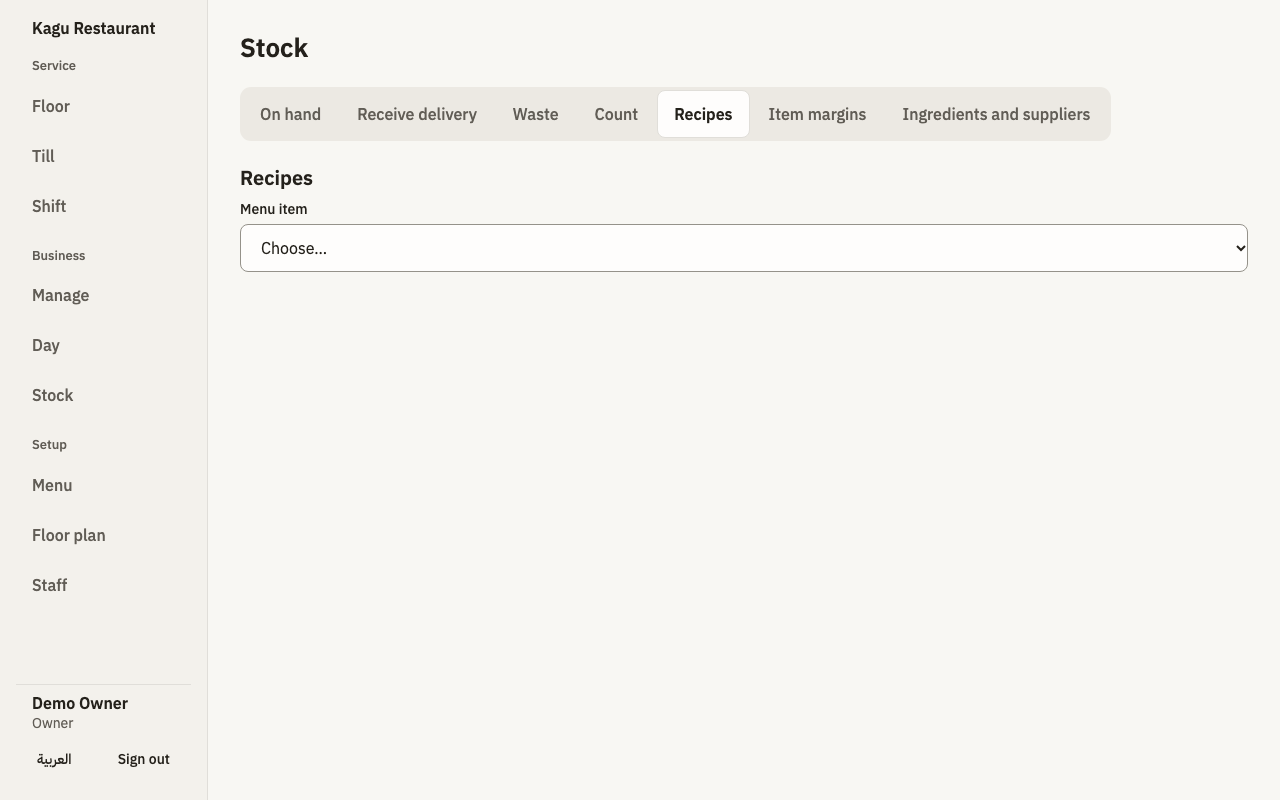 Kagu Restaurant
Service
Floor
Till
Shift
Business
Manage
Day
Stock
Setup
Menu
Floor plan
Staff
Demo Owner
Owner
العربية
Sign out
Stock
On hand
Receive delivery
Waste
Count
Recipes
Item margins
Ingredients and suppliers
Recipes
Menu item
Choose...